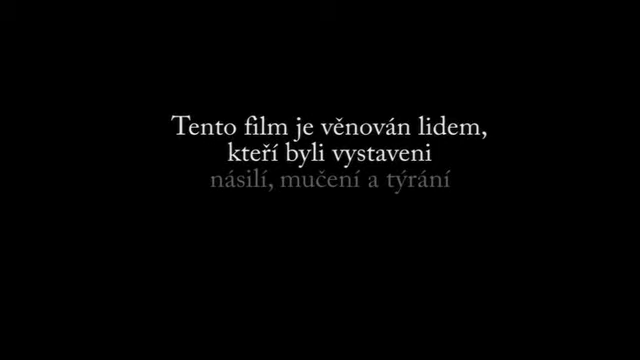 Tento film je věnován lidem,
kteří byli vystaveni
násilí, mučení a týrání